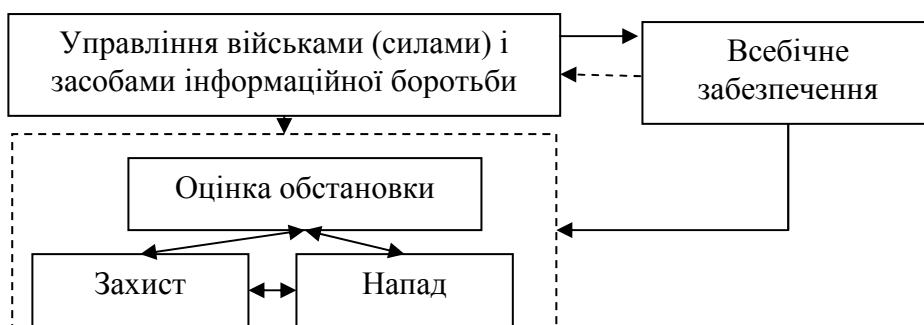 Управління військами (силами) і
засобами інформаційної боротьби
Всебічне
забезпечення
Оцінка обстановки
Захист
Напад